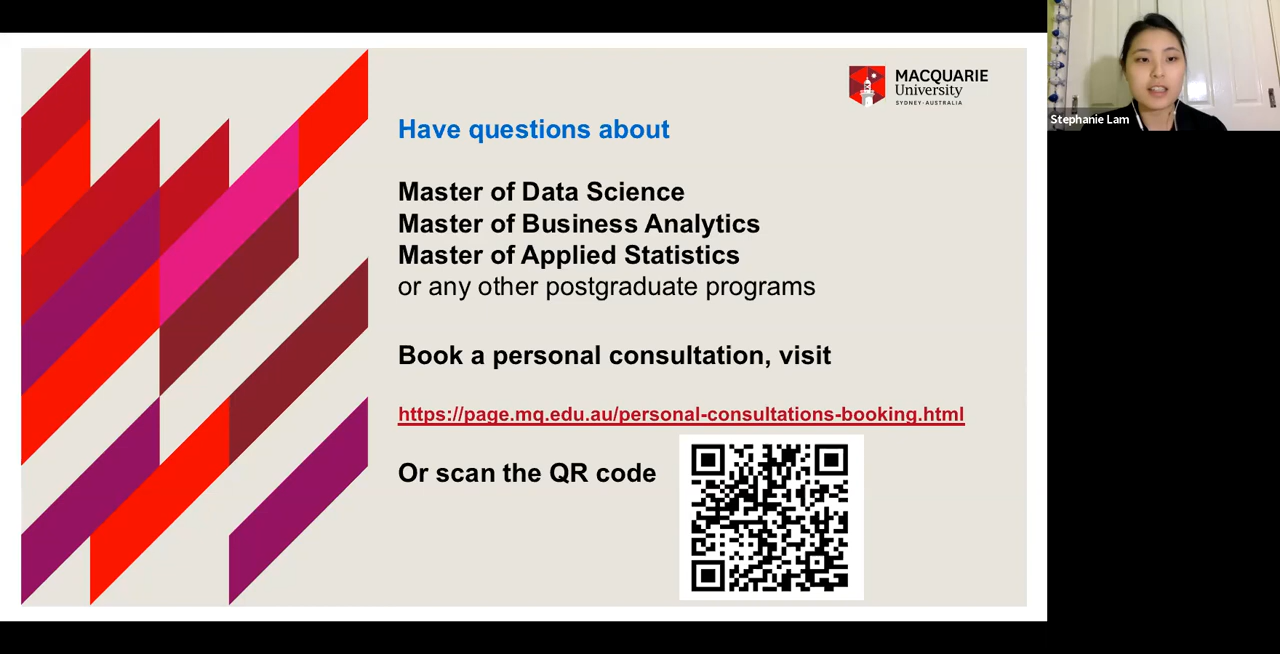 MACQUARIE
University
SYDNEY·AUSTRALIA
Stephanie Lam
Have questions about
Master of Data Science
Master of Business Analytics
Master of Applied Statistics
or any other postgraduate programs
Book a personal consultation, visit
https://page.mq.edu.au/personal-consultations-booking.html
Or scan the QR code